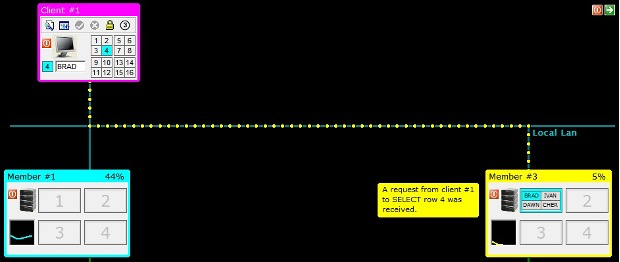 Client #1
3
1 2 5 6
3 4 7 8
4 BRAD
9 10 13 14
11 12 15 16
Local Lan
Member #1 44%
1 2
3 4
A request from client #1
to SELECT row 4 was
received.
Member #3 5%
BRAD IVAN
DAWN CHER
2
3 4